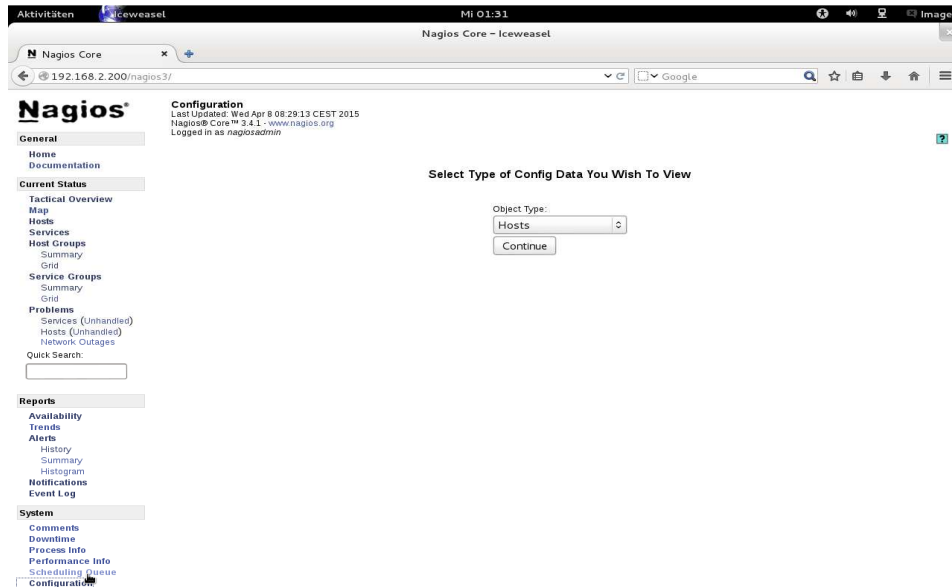 Aktivitäten
Iceweasel
Mi 01:31
Image
Nagios Core – Iceweasel
N Nagios Core
192.168.2.200/nagios3/
Google
Nagios®
General
Home
Documentation
Current Status
Tactical Overview
Map
Hosts
Services
Host Groups
Summary
Grid
Service Groups
Summary
Grid
Problems
Services (Unhandled)
Hosts (Unhandled)
Network Outages
Quick Search:
Reports
Availability
Trends
Alerts
History
Summary
Histogram
Notifications
Event Log
System
Comments
Downtime
Process Info
Performance Info
Scheduling Queue
Configuration
Configuration
Last Updated: Wed Apr 8 08:29:13 CEST 2015
Nagios® Core™ 3.4.1 - www.nagios.org
Logged in as nagiosadmin
?
Select Type of Config Data You Wish To View
Object Type:
Hosts
Continue